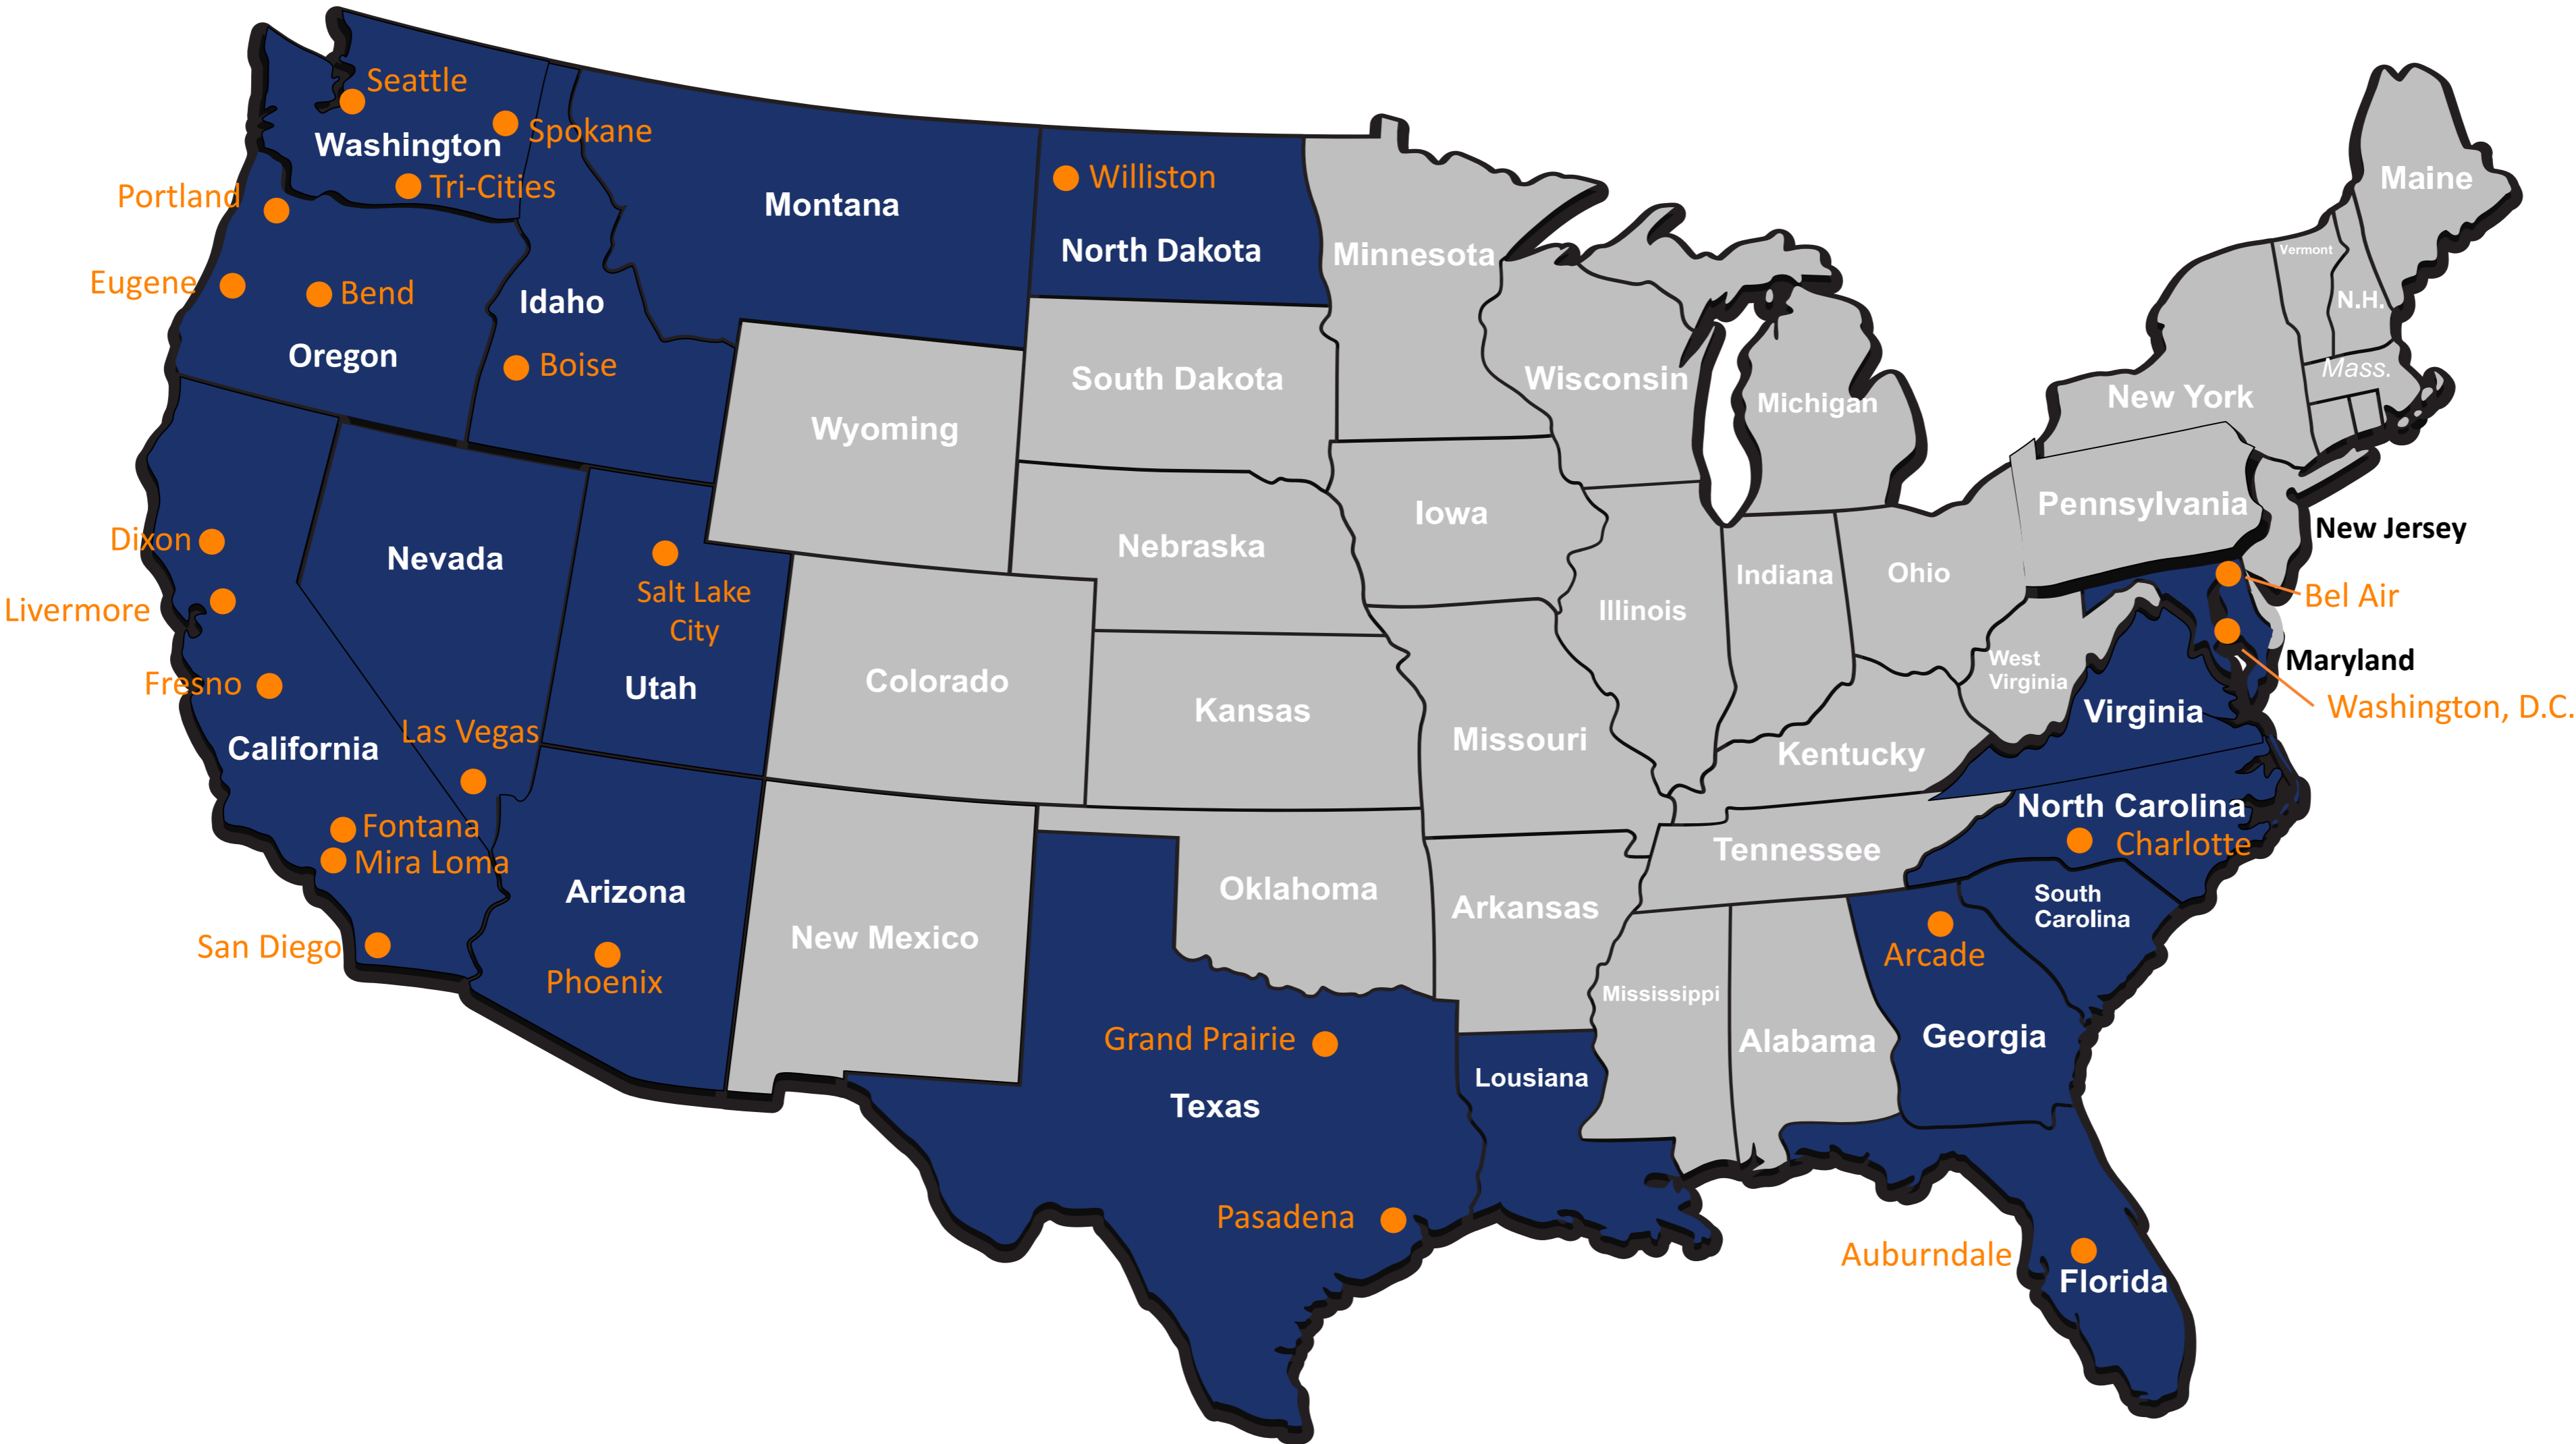 Seattle
Spokane
Washington
Tri-Cities
Portland
Eugene
Bend
Oregon
Idaho
Boise
Montana
Williston
North Dakota
Minnesota
South Dakota
Wisconsin
Michigan
Wyoming
Maine
Vermont
N.H.
Mass.
New York
Pennsylvania
New Jersey
Bel Air
Maryland
Washington, D.C.
Iowa
Nebraska
Illinois
Indiana
Ohio
West
Virginia
Virginia
Dixon
Livermore
Fresno
California
Nevada
Las Vegas
Salt Lake
City
Utah
Colorado
Kansas
Missouri
Kentucky
Fontana
Mira Loma
San Diego
Arizona
Phoenix
New Mexico
Oklahoma
Arkansas
Tennessee
North Carolina
Charlotte
South
Carolina
Arcade
Georgia
Mississippi
Alabama
Grand Prairie
Texas
Lousiana
Pasadena
Auburndale
Florida